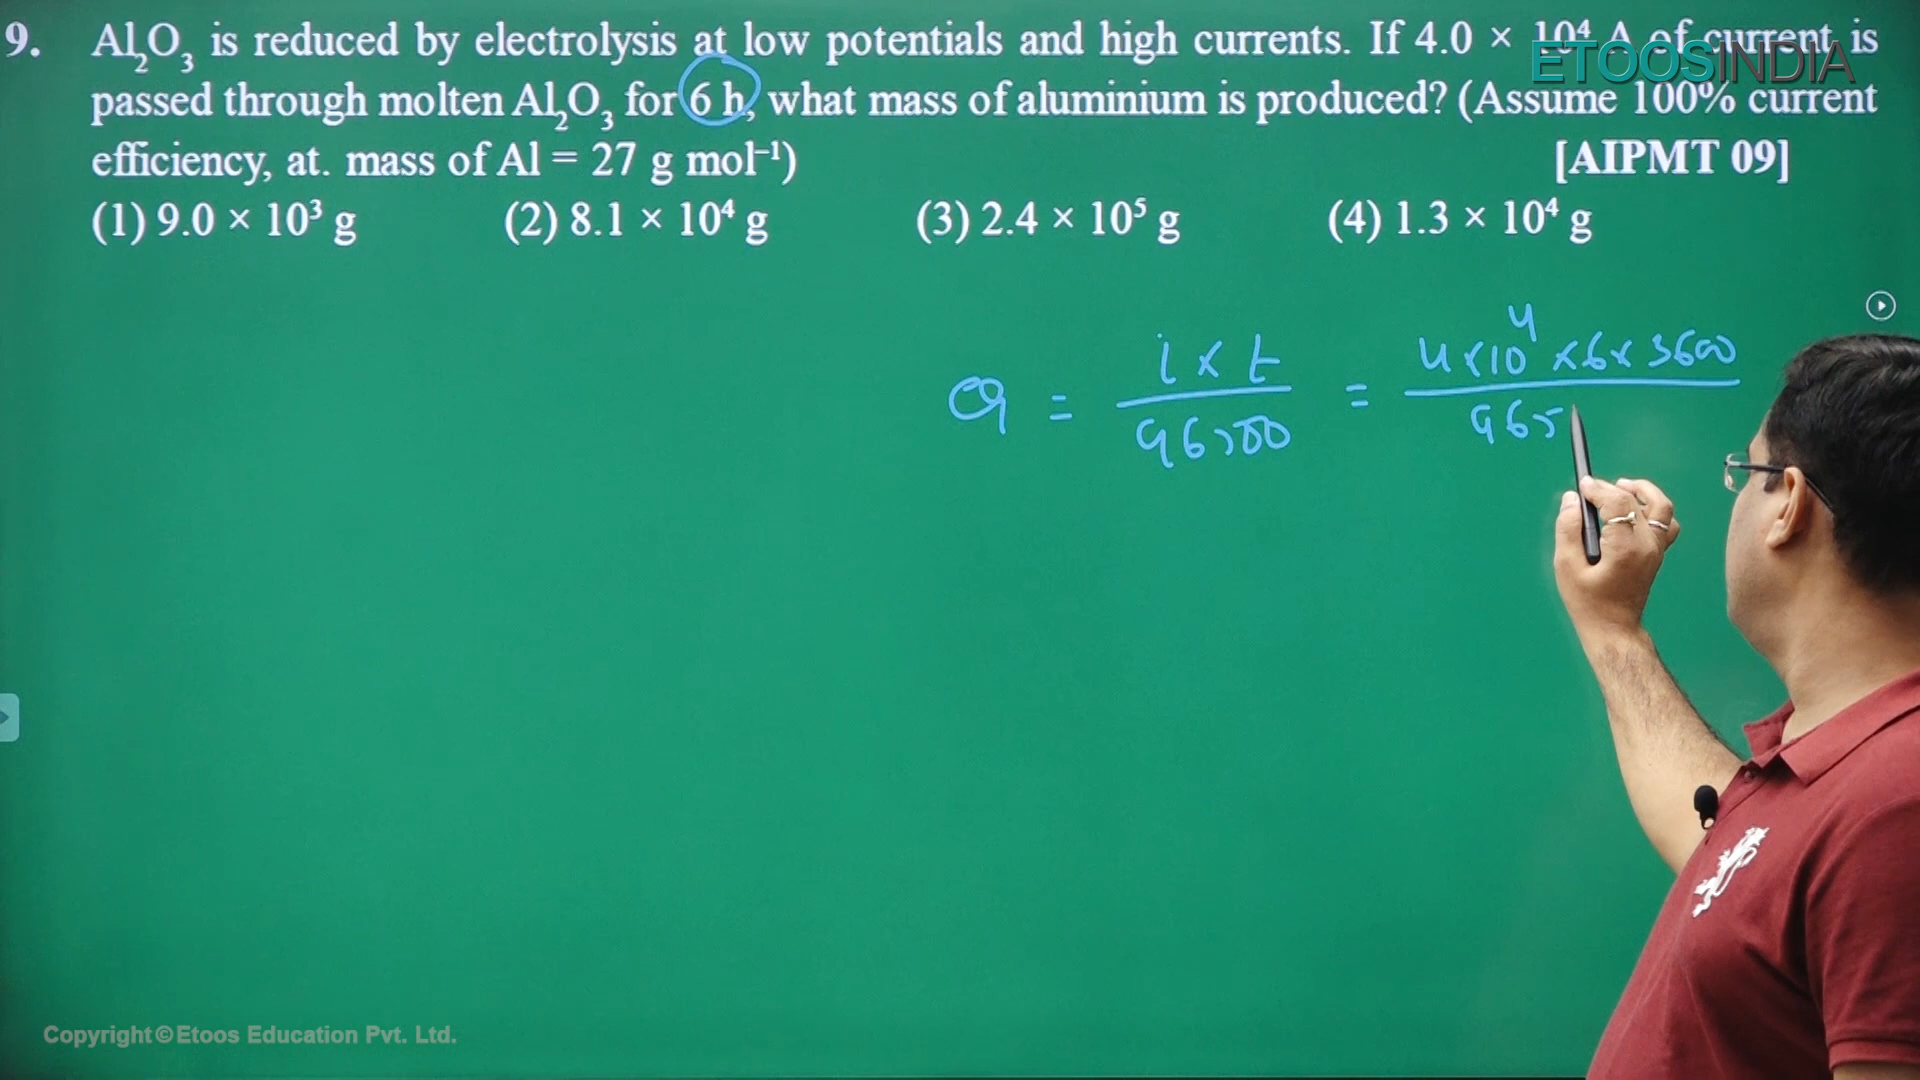 9. Al₂O₃ is reduced by electrolysis at low potentials and high currents. If 4.0 × 10⁴ A of current is
ETOOSINDIA
passed through molten Al₂O₃ for 6 h, what mass of aluminium is produced? (Assume 100% current
efficiency, at. mass of Al = 27 g mol⁻¹) [AIPMT 09]
(1) 9.0 × 10³ g (2) 8.1 × 10⁴ g (3) 2.4 × 10⁵ g (4) 1.3 × 10⁴ g
Q = i × t / 96500 = 4×10⁴ ×6× 3600 / 965
Copyright © Etoos Education Pvt. Ltd.